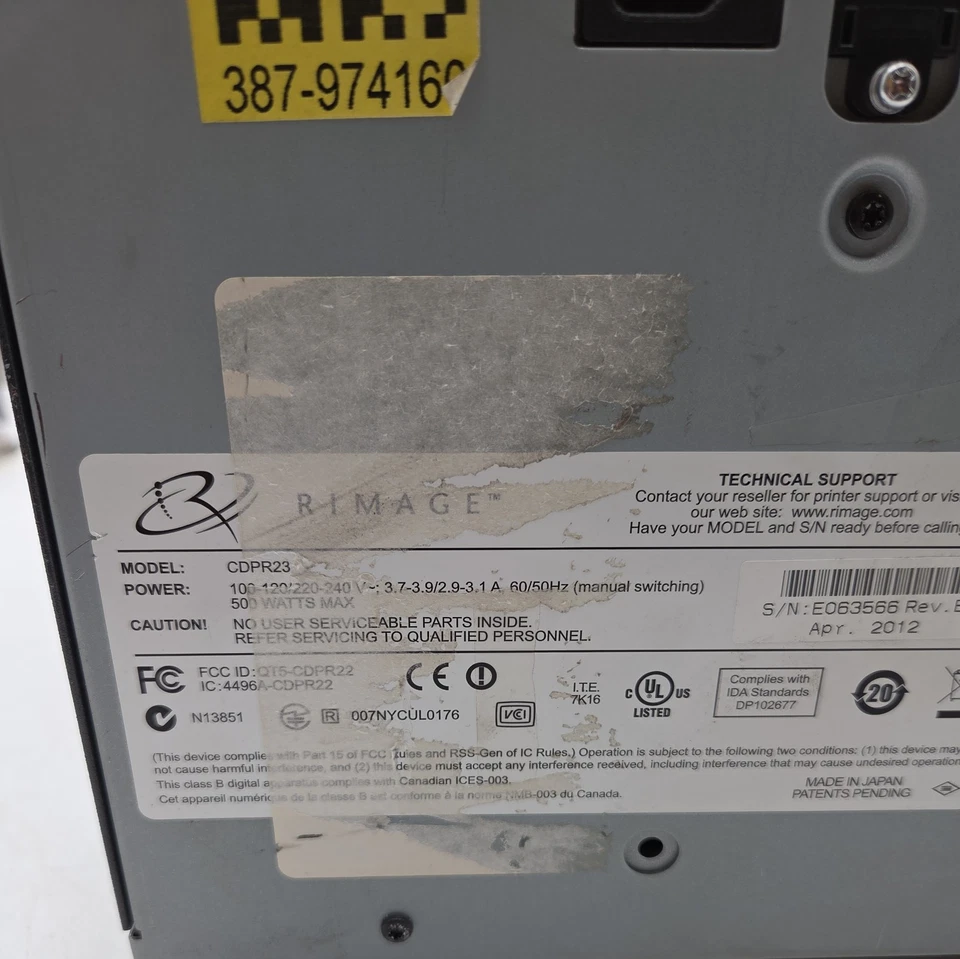 387-974160
RIMAGE™
TECHNICAL SUPPORT
Contact your reseller for printer support or vis
our web site: www.rimage.com
Have your MODEL and S/N ready before calling
MODEL: CDPR23
POWER: 100-120/220-240 V~; 3.7-3.9/2.9-3.1 A, 60/50Hz (manual switching)
500 WATTS MAX
CAUTION! NO USER SERVICEABLE PARTS INSIDE.
REFER SERVICING TO QUALIFIED PERSONNEL.
S/N:E063566 Rev.
Apr. 2012
FC FCC ID:QT5-CDPR22
IC:4496A-CDPR22
CE
I.T.E.
7K16
C UL US
LISTED
Complies with
IDA Standards
DP102677
20
N13851
R 007NYCUL0176
VCI
(This device complies with Part 15 of FCC rules and RSS-Gen of IC Rules.) Operation is subject to the following two conditions: (1) this device may
not cause harmful interference, and (2) this device must accept any interference received, including interference that may cause undesired operation
This class B digital apparatus complies with Canadian ICES-003.
Cet appareil numérique de la classe B est conforme à la norme NMB-003 du Canada.
MADE IN JAPAN
PATENTS PENDING